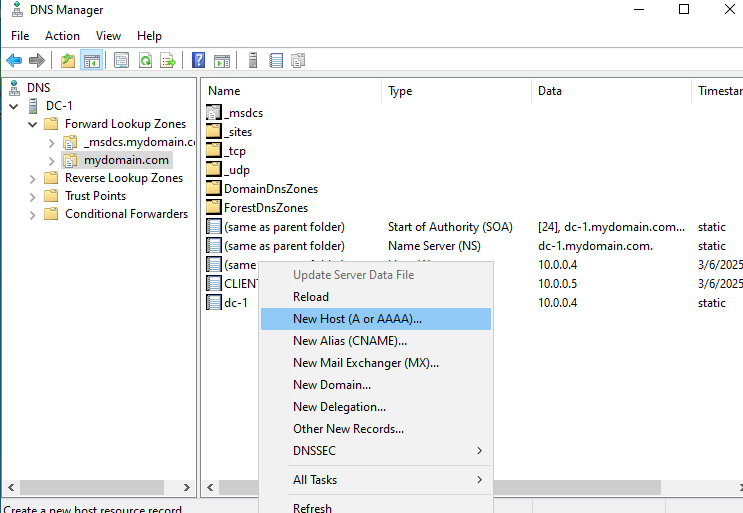 DNS Manager
File Action View Help
DNS
DC-1
Forward Lookup Zones
_msdcs.mydomain.co
mydomain.com
Reverse Lookup Zones
Trust Points
Conditional Forwarders
Name Type Data Timestam
_msdcs
_sites
_tcp
_udp
DomainDnsZones
ForestDnsZones
(same as parent folder) Start of Authority (SOA) [24], dc-1.mydomain.com... static
(same as parent folder) Name Server (NS) dc-1.mydomain.com. static
(same 10.0.0.4 3/6/2025
CLIENT 10.0.0.5 3/6/2025
dc-1 10.0.0.4 static
Update Server Data File
Reload
New Host (A or AAAA)...
New Alias (CNAME)...
New Mail Exchanger (MX)...
New Domain...
New Delegation...
Other New Records...
DNSSEC
All Tasks
Refresh
Create a new host resource record